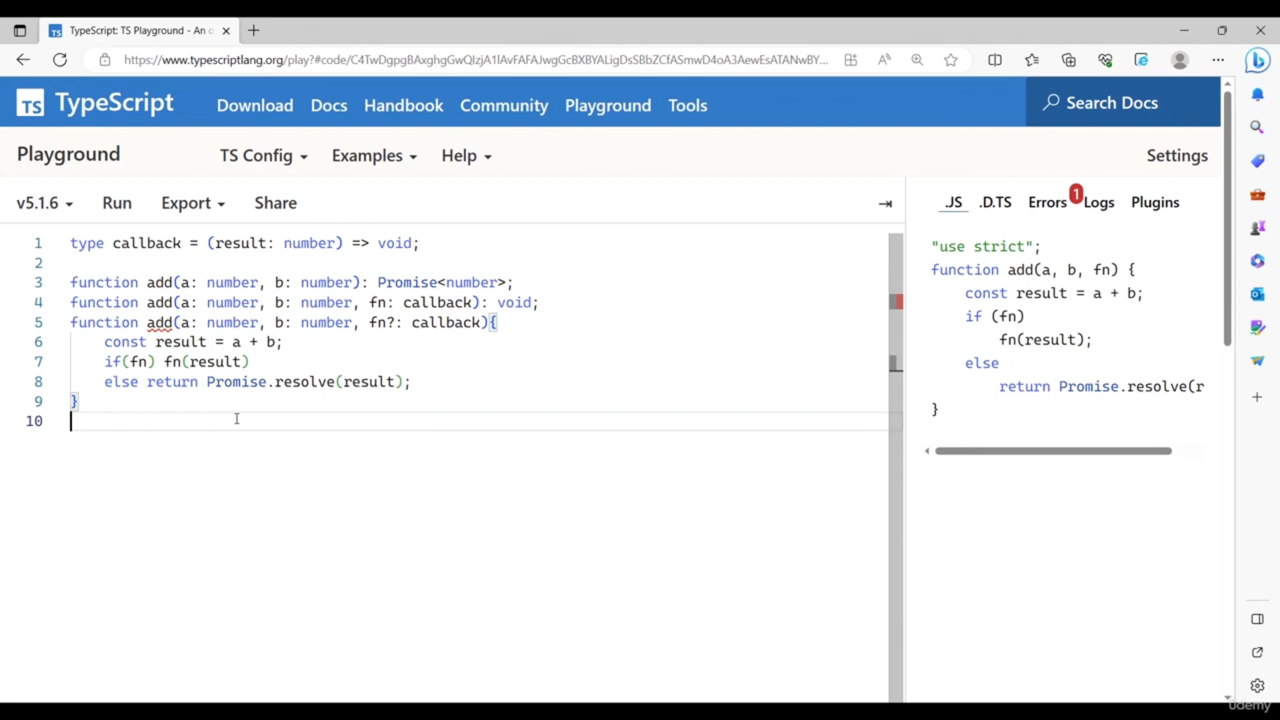 TypeScript: TS Playground - An o
https://www.typescriptlang.org/play?#code/C4TwDgpgBAxghgGwQIzjA1lAvFAFAJwgGcBXBYALigDsSBbZCfASmwD4oA3AewEsATANwBY...
TS TypeScript Download Docs Handbook Community Playground Tools Search Docs
Playground TS Config Examples Help Settings
v5.1.6 Run Export Share .JS .D.TS Errors 1 Logs Plugins
1 type callback = (result: number) => void;
2
3 function add(a: number, b: number): Promise<number>;
4 function add(a: number, b: number, fn: callback): void;
5 function add(a: number, b: number, fn?: callback){
6     const result = a + b;
7     if(fn) fn(result)
8     else return Promise.resolve(result);
9 }
10
"use strict";
function add(a, b, fn) {
    const result = a + b;
    if (fn)
        fn(result);
    else
        return Promise.resolve(r
}
udemy